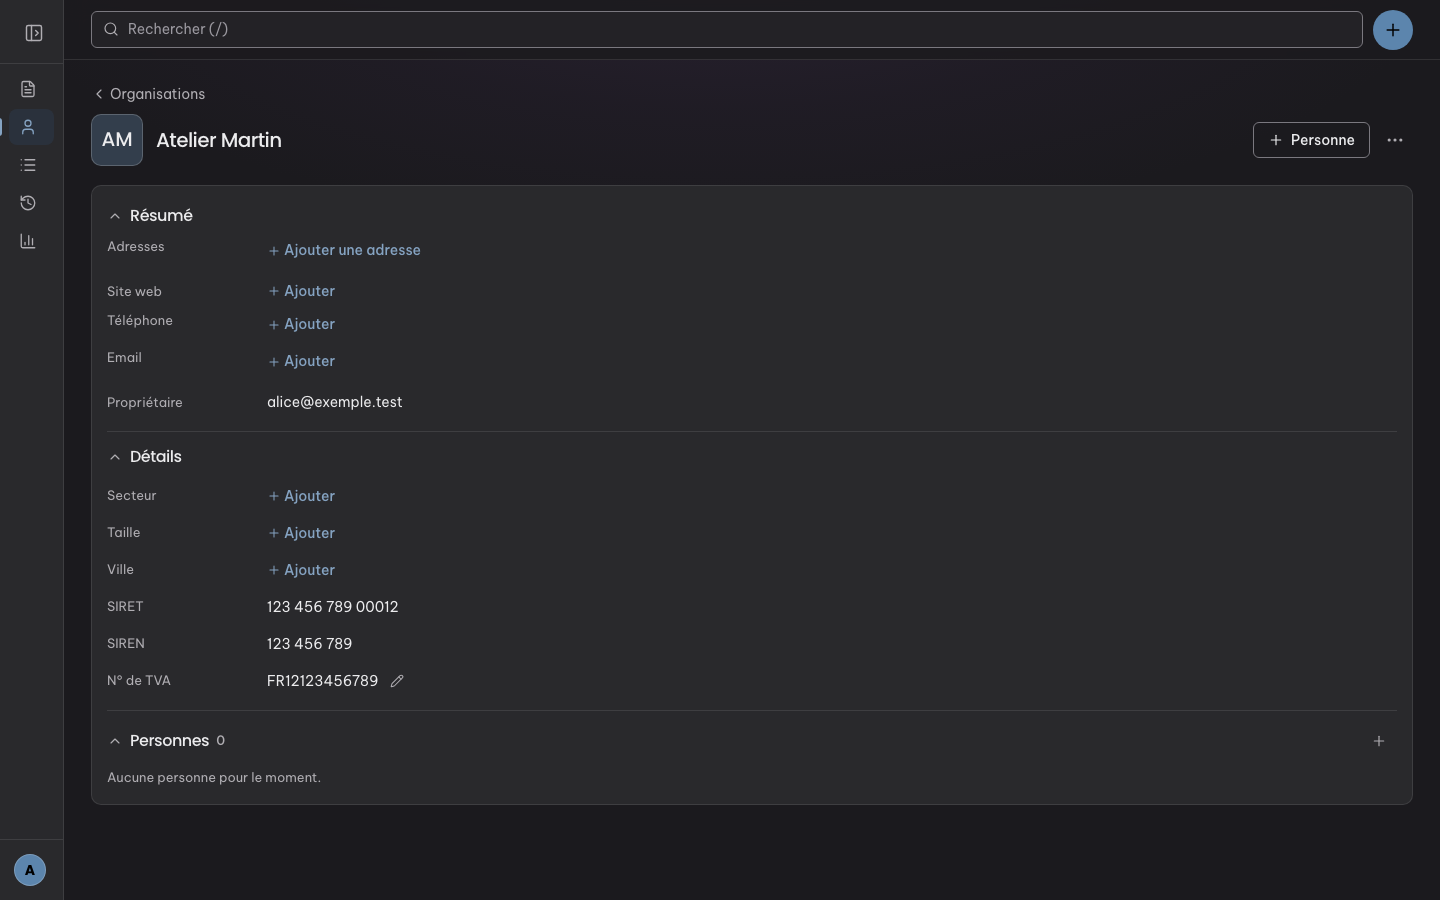 Rechercher (/)
Organisations
AM
Atelier Martin
Personne
Résumé
Adresses
Ajouter une adresse
Site web
Ajouter
Téléphone
Ajouter
Email
Ajouter
Propriétaire
alice@exemple.test
Détails
Secteur
Ajouter
Taille
Ajouter
Ville
Ajouter
SIRET
123 456 789 00012
SIREN
123 456 789
N° de TVA
FR12123456789
Personnes 0
Aucune personne pour le moment.
A